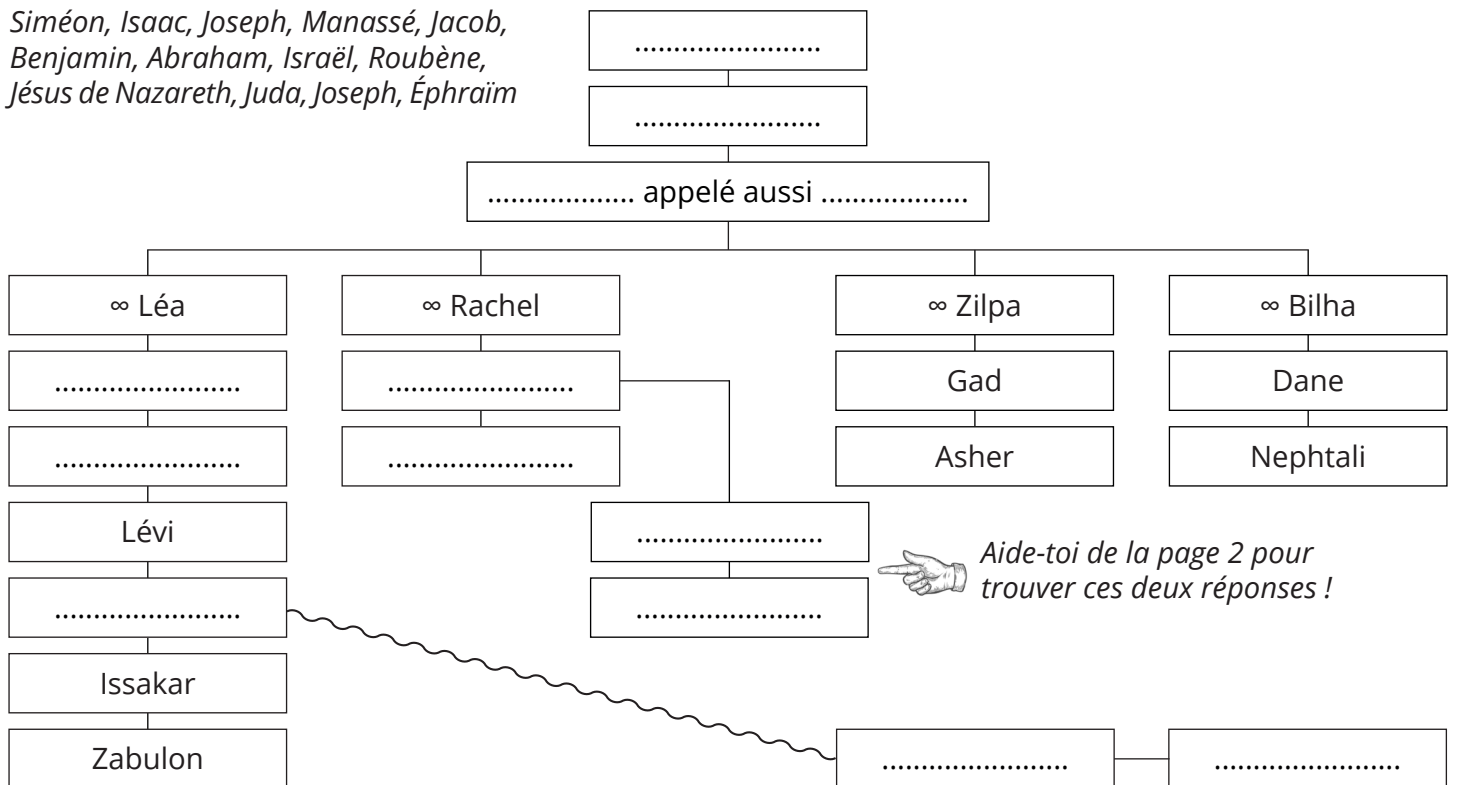 Siméon, Isaac, Joseph, Manassé, Jacob,
Benjamin, Abraham, Israël, Roubène,
Jésus de Nazareth, Juda, Joseph, Éphraïm
........................
........................
................... appelé aussi ...................
∞ Léa
∞ Rachel
∞ Zilpa
∞ Bilha
........................
........................
Gad
Dane
........................
........................
Asher
Nephtali
Lévi
........................
Aide-toi de la page 2 pour
trouver ces deux réponses !
........................
........................
Issakar
Zabulon
........................
........................